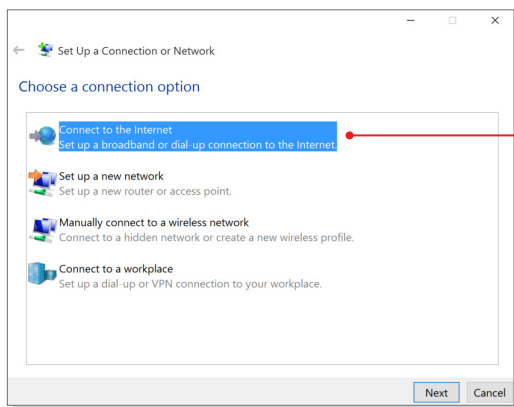 Set Up a Connection or Network
Choose a connection option
Connect to the Internet
Set up a broadband or dial-up connection to the Internet.
Set up a new network
Set up a new router or access point.
Manually connect to a wireless network
Connect to a hidden network or create a new wireless profile.
Connect to a workplace
Set up a dial-up or VPN connection to your workplace.
Next Cancel